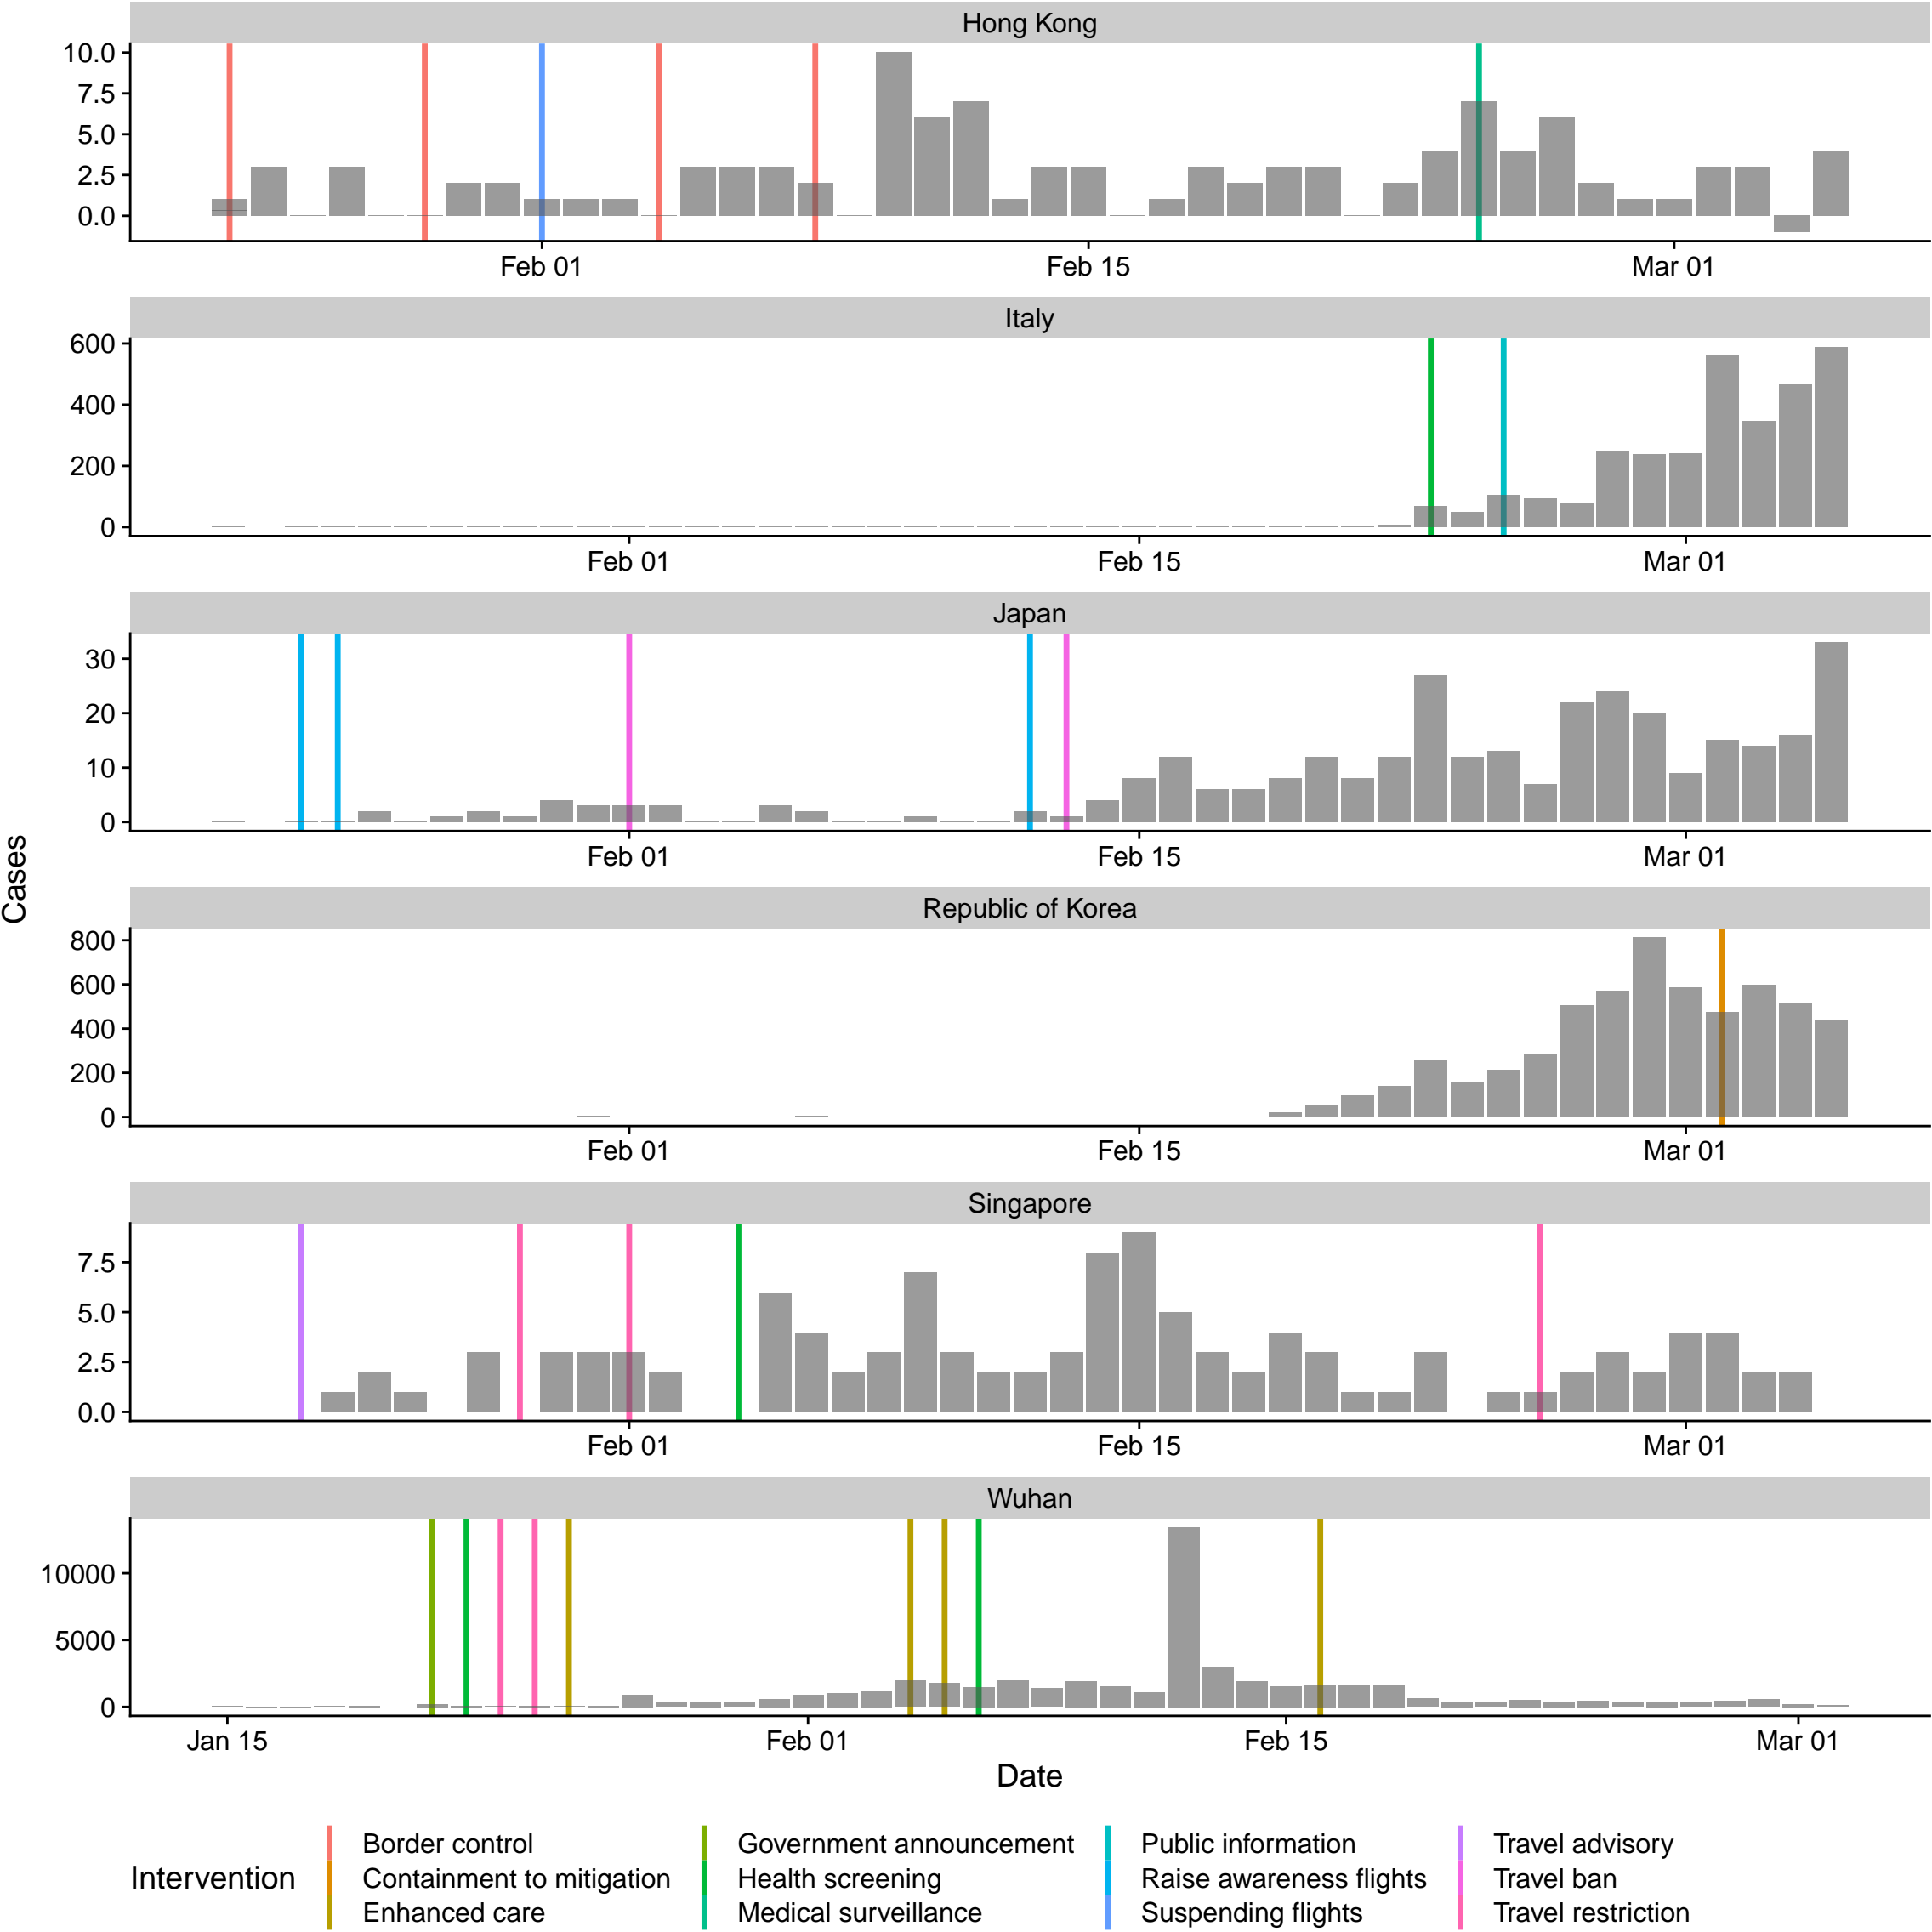 Hong Kong
10.0
7.5
5.0
2.5
0.0
Feb 01 Feb 15 Mar 01
Italy
600
400
200
0
Feb 01 Feb 15 Mar 01
Japan
30
20
10
0
Feb 01 Feb 15 Mar 01
Cases
Republic of Korea
800
600
400
200
0
Feb 01 Feb 15 Mar 01
Singapore
7.5
5.0
2.5
0.0
Feb 01 Feb 15 Mar 01
Wuhan
10000
5000
0
Jan 15 Feb 01 Feb 15 Mar 01
Date
Intervention
Border control
Containment to mitigation
Enhanced care
Government announcement
Health screening
Medical surveillance
Public information
Raise awareness flights
Suspending flights
Travel advisory
Travel ban
Travel restriction